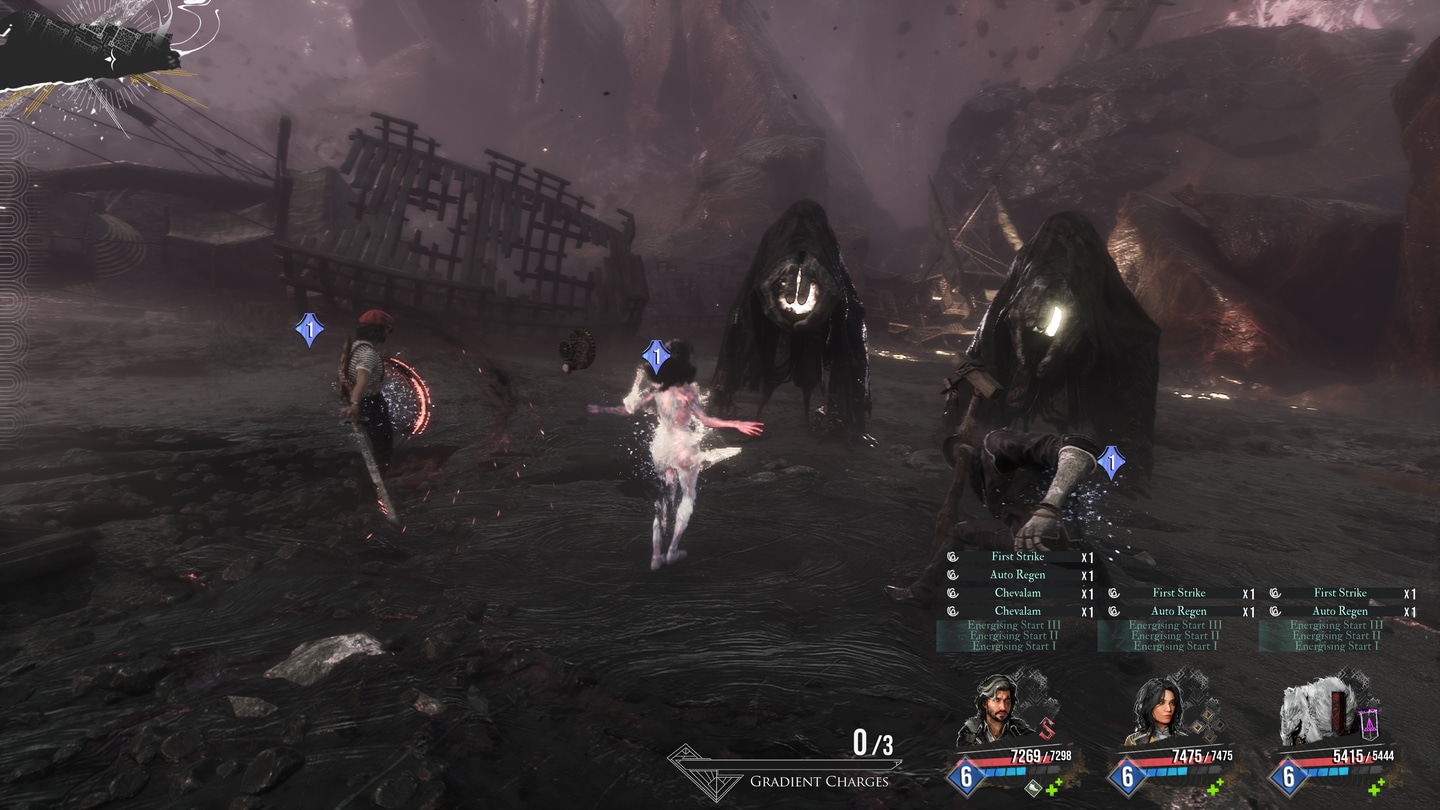 1
1
1
First Strike X1
Auto Regen X1
Chevalam X1
Chevalam X1
Energising Start III
Energising Start II
Energising Start I
First Strike X1
Auto Regen X1
Energising Start III
Energising Start II
Energising Start I
First Strike X1
Auto Regen X1
Energising Start III
Energising Start II
Energising Start I
0/3
GRADIENT CHARGES
S
6
7269/7298
6
7475/7475
6
5415/5444